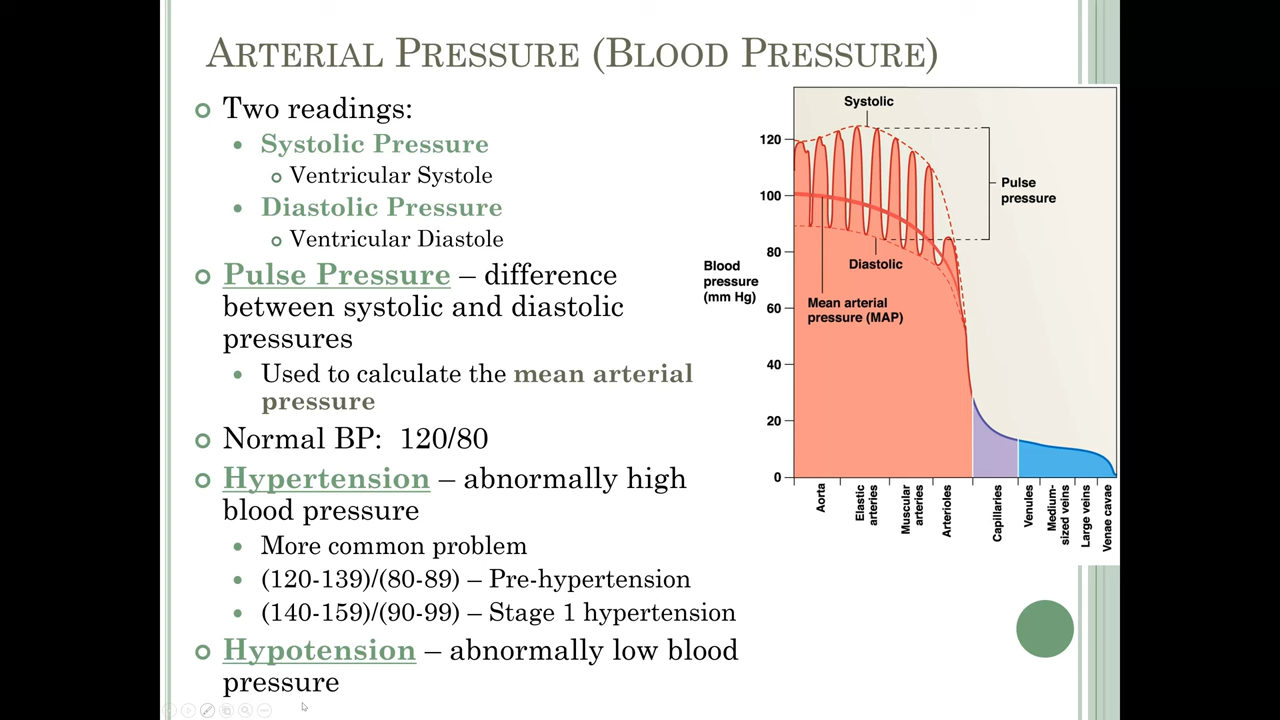 ARTERIAL PRESSURE (BLOOD PRESSURE)
Two readings:
Systolic Pressure
Ventricular Systole
Diastolic Pressure
Ventricular Diastole
Pulse Pressure – difference
between systolic and diastolic
pressures
Used to calculate the mean arterial
pressure
Normal BP: 120/80
Hypertension – abnormally high
blood pressure
More common problem
(120-139)/(80-89) – Pre-hypertension
(140-159)/(90-99) – Stage 1 hypertension
Hypotension – abnormally low blood
pressure
Systolic
120
100
80
60
40
20
0
Pulse
pressure
Diastolic
Blood
pressure
(mm Hg)
Mean arterial
pressure (MAP)
Aorta
Elastic
arteries
Muscular
arteries
Arterioles
Capillaries
Venules
Medium-
sized veins
Large veins
Venae cavae